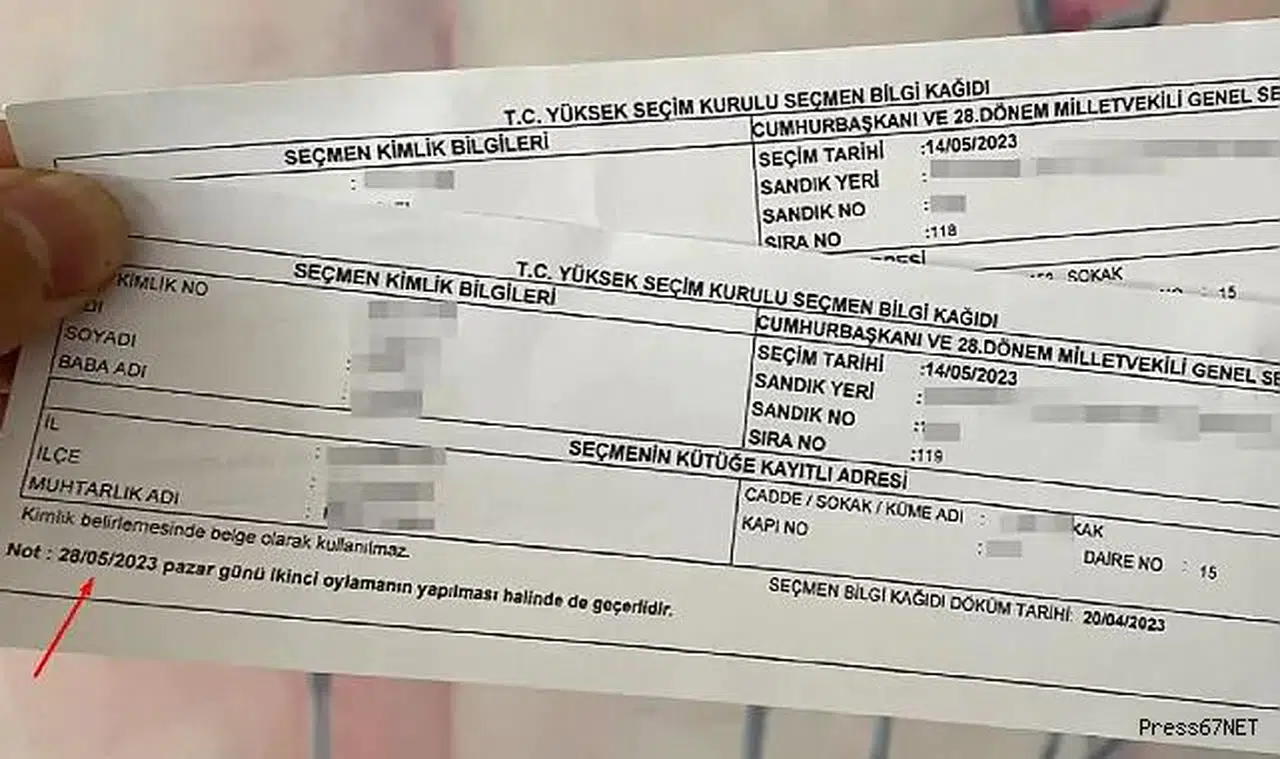 T.C. YÜKSEK SEÇİM KURULU SEÇMEN BİLGİ KAĞIDI
SEÇMEN KİMLİK BİLGİLERİ
CUMHURBAŞKANI VE 28.DÖNEM MİLLETVEKİLİ GENEL SE
SEÇİM TARİHİ :14/05/2023
SANDIK YERİ :
SANDIK NO :
SIRA NO :118
SOKAK
: 15
T.C. YÜKSEK SEÇİM KURULU SEÇMEN BİLGİ KAĞIDI
SEÇMEN KİMLİK BİLGİLERİ
CUMHURBAŞKANI VE 28.DÖNEM MİLLETVEKİLİ GENEL SE
KİMLİK NO
SOYADI :
BABA ADI :
SEÇİM TARİHİ :14/05/2023
SANDIK YERİ :
SANDIK NO :
SIRA NO :119
SEÇMENİN KÜTÜĞE KAYITLI ADRESİ
İL :
İLÇE :
MUHTARLIK ADI :
CADDE / SOKAK / KÜME ADI : KAK
KAPI NO : DAİRE NO : 15
Kimlik belirlemesinde belge olarak kullanılmaz.
Not : 28/05/2023 pazar günü ikinci oylamanın yapılması halinde de geçerlidir.
SEÇMEN BİLGİ KAĞIDI DÖKÜM TARİHİ: 20/04/2023
Press67NET